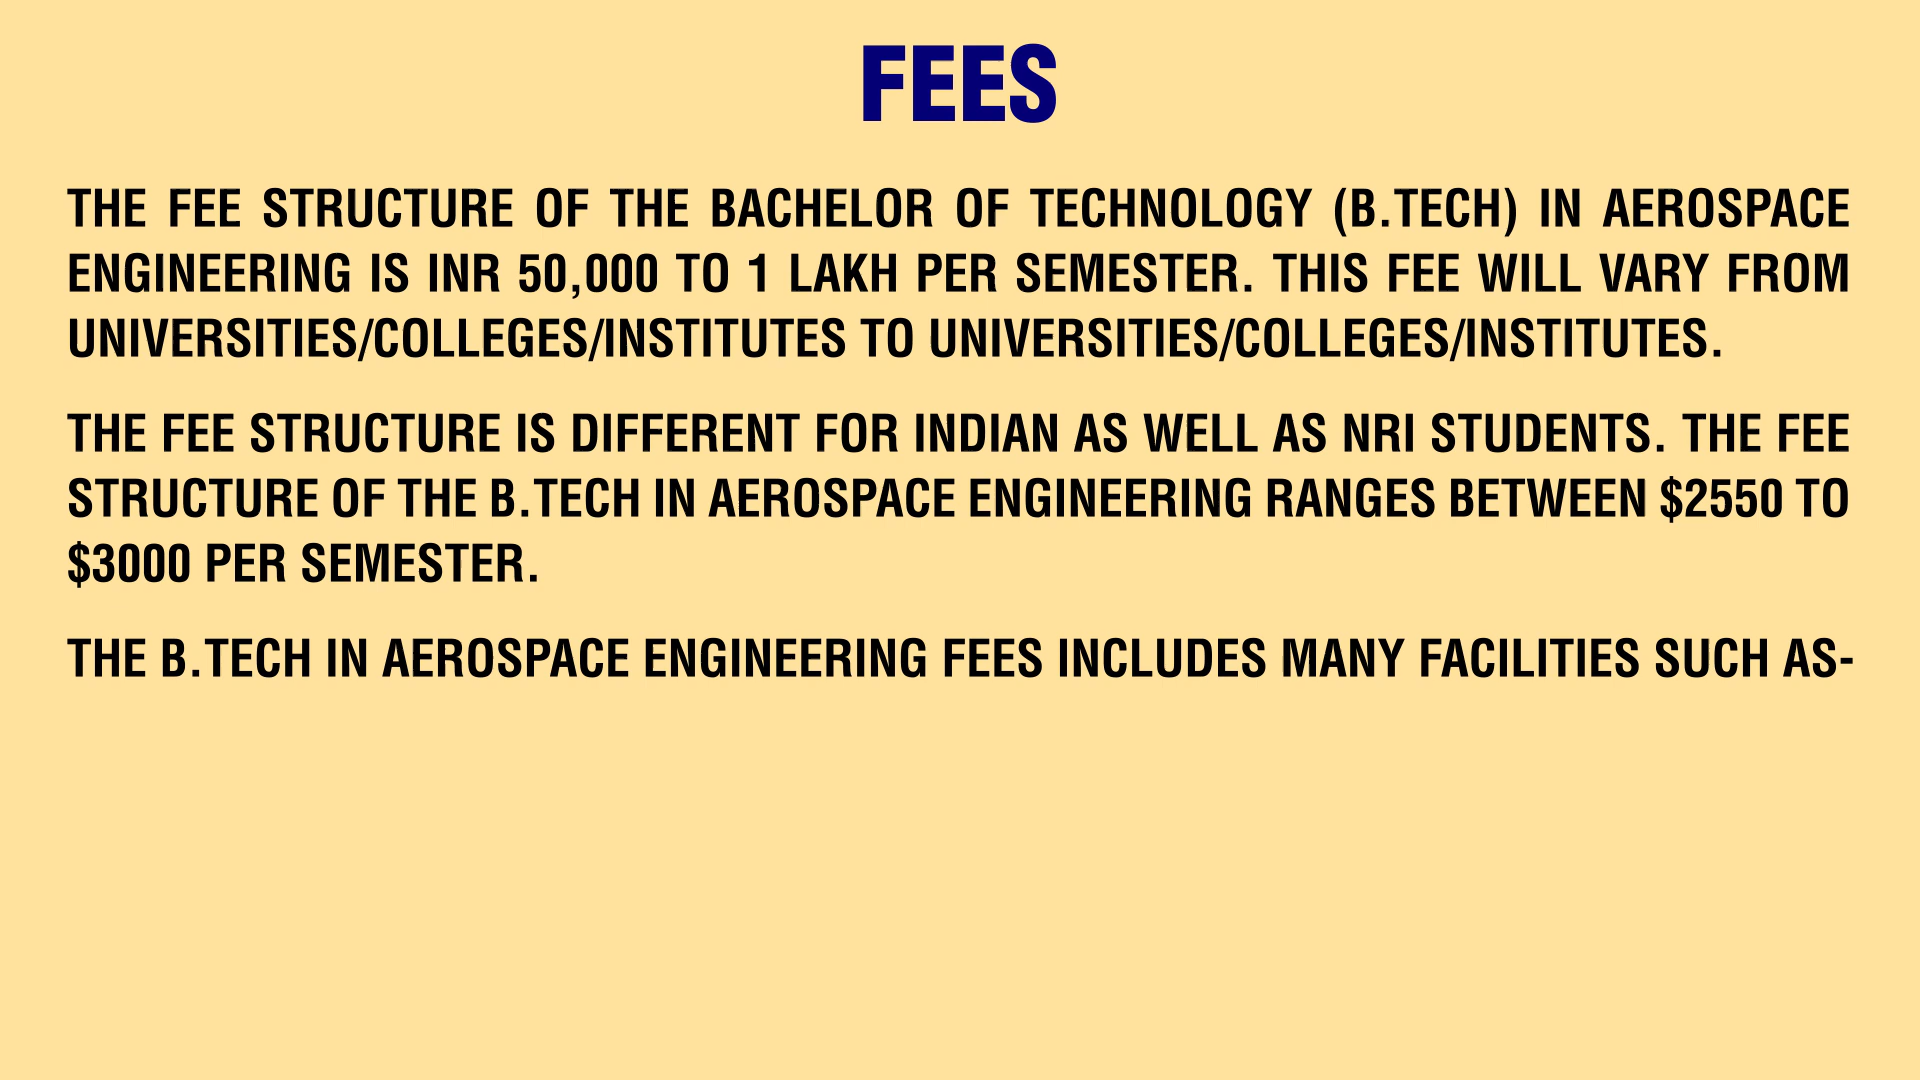 FEES
THE FEE STRUCTURE OF THE BACHELOR OF TECHNOLOGY (B.TECH) IN AEROSPACE
ENGINEERING IS INR 50,000 TO 1 LAKH PER SEMESTER. THIS FEE WILL VARY FROM
UNIVERSITIES/COLLEGES/INSTITUTES TO UNIVERSITIES/COLLEGES/INSTITUTES.
THE FEE STRUCTURE IS DIFFERENT FOR INDIAN AS WELL AS NRI STUDENTS. THE FEE
STRUCTURE OF THE B.TECH IN AEROSPACE ENGINEERING RANGES BETWEEN $2550 TO
$3000 PER SEMESTER.
THE B.TECH IN AEROSPACE ENGINEERING FEES INCLUDES MANY FACILITIES SUCH AS-